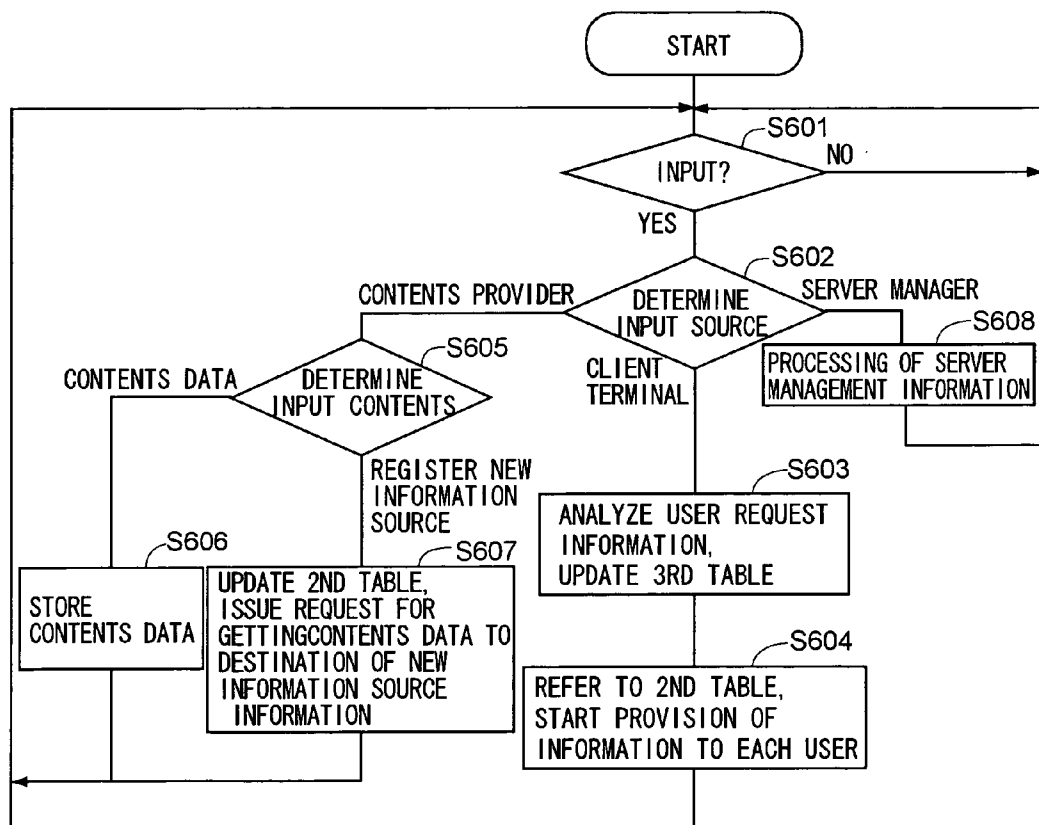 START
S601
INPUT?
NO
YES
S602
CONTENTS PROVIDER
DETERMINE
INPUT SOURCE
SERVER MANAGER
S608
PROCESSING OF SERVER
MANAGEMENT INFORMATION
CLIENT
TERMINAL
S605
CONTENTS DATA
DETERMINE
INPUT CONTENTS
REGISTER NEW
INFORMATION
SOURCE
S603
ANALYZE USER REQUEST
INFORMATION,
UPDATE 3RD TABLE
S606
STORE
CONTENTS DATA
S607
UPDATE 2ND TABLE,
ISSUE REQUEST FOR
GETTINGCONTENTS DATA TO
DESTINATION OF NEW
INFORMATION SOURCE
INFORMATION
S604
REFER TO 2ND TABLE,
START PROVISION OF
INFORMATION TO EACH USER